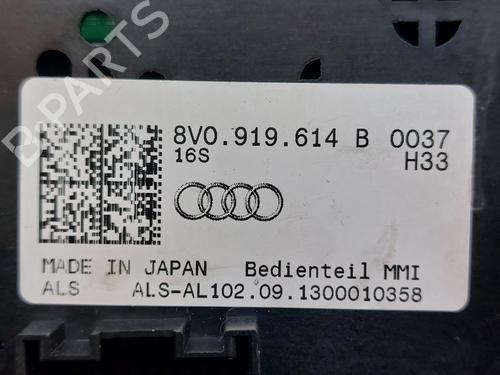 B-PARTS
8V0.919.614 B 0037
16S H33
MADE IN JAPAN Bedienteil MMI
ALS ALS-AL102.09.1300010358